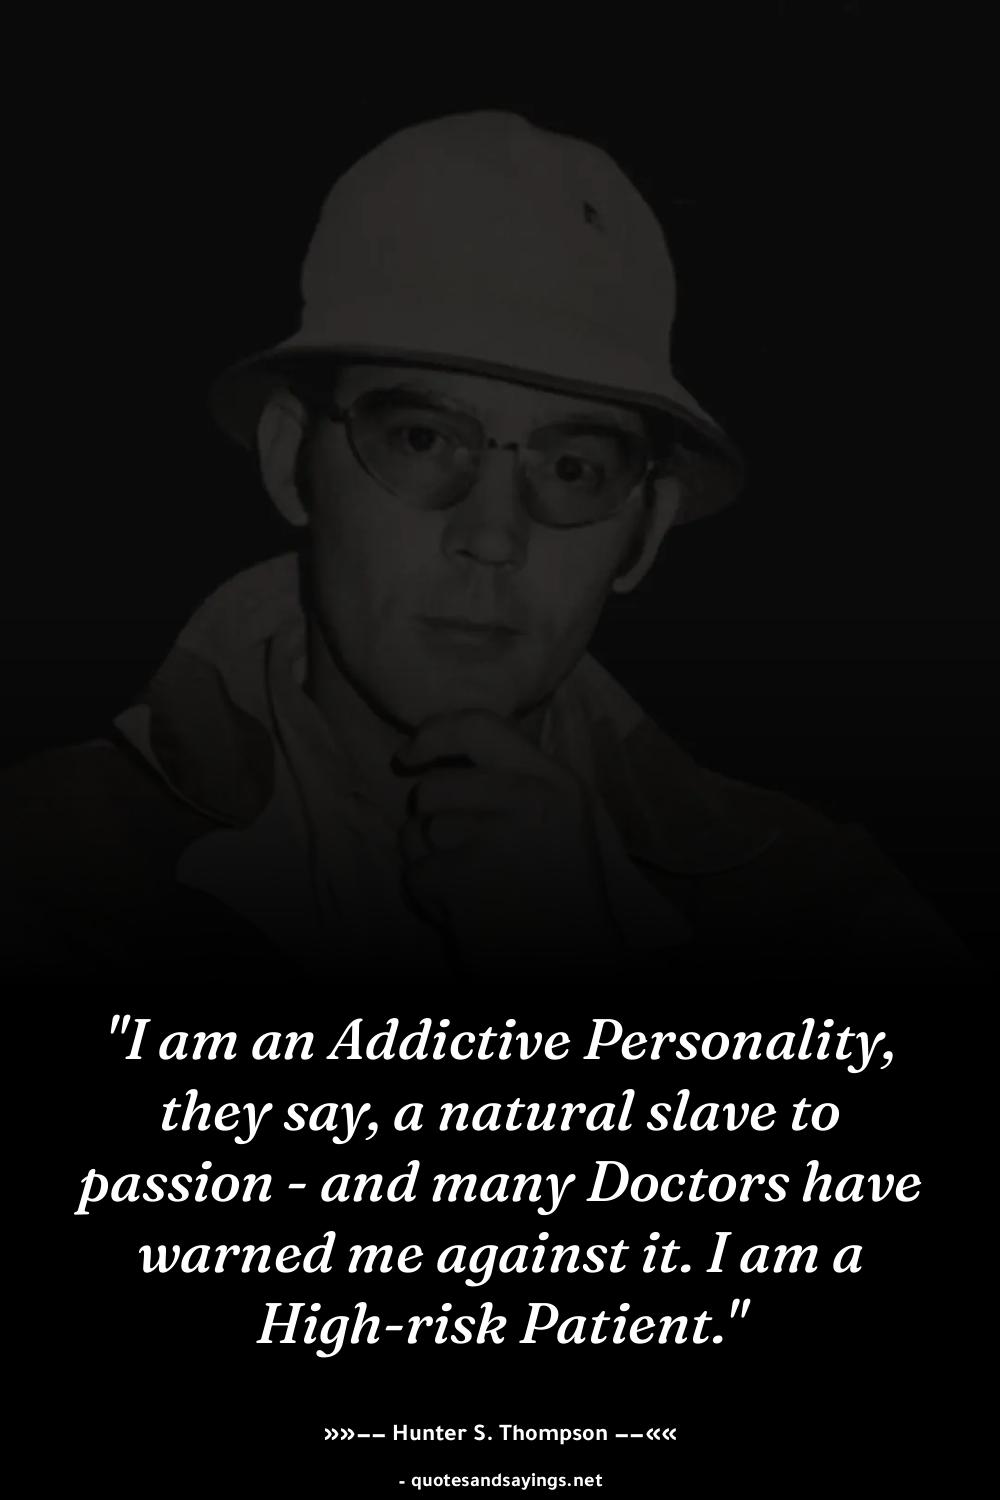 "I am an Addictive Personality,
they say, a natural slave to
passion - and many Doctors have
warned me against it. I am a
High-risk Patient."
»»−− Hunter S. Thompson −−««
- quotesandsayings.net